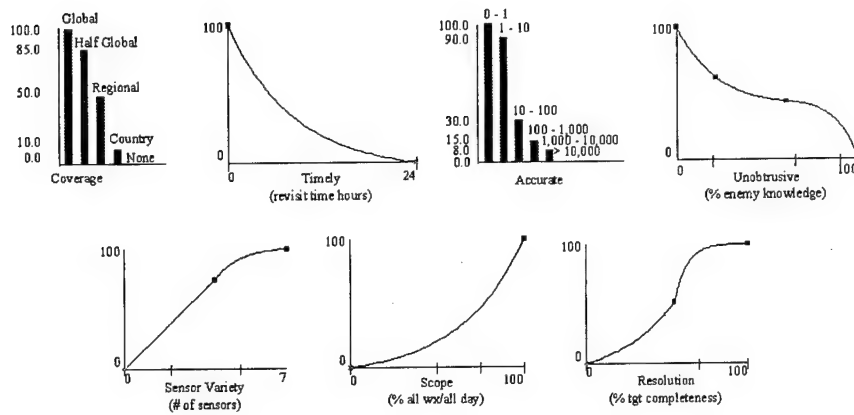 Global
100.0
85.0
Half Global
Regional
10.0
0.0
Country
None
Coverage
100
0
24
Timely
(revisit time hours)
0 - 1
100.0
90.0
1 - 10
30.0
15.0
8.0
0.0
10 - 100
100 - 1,000
1,000 - 10,000
> 10,000
Accurate
100
0
0
100
Unobtrusive
(% enemy knowledge)
100
0
0
7
Sensor Variety
(# of sensors)
100
0
0
100
Scope
(% all wx/all day)
100
0
0
100
Resolution
(% tgt completeness)